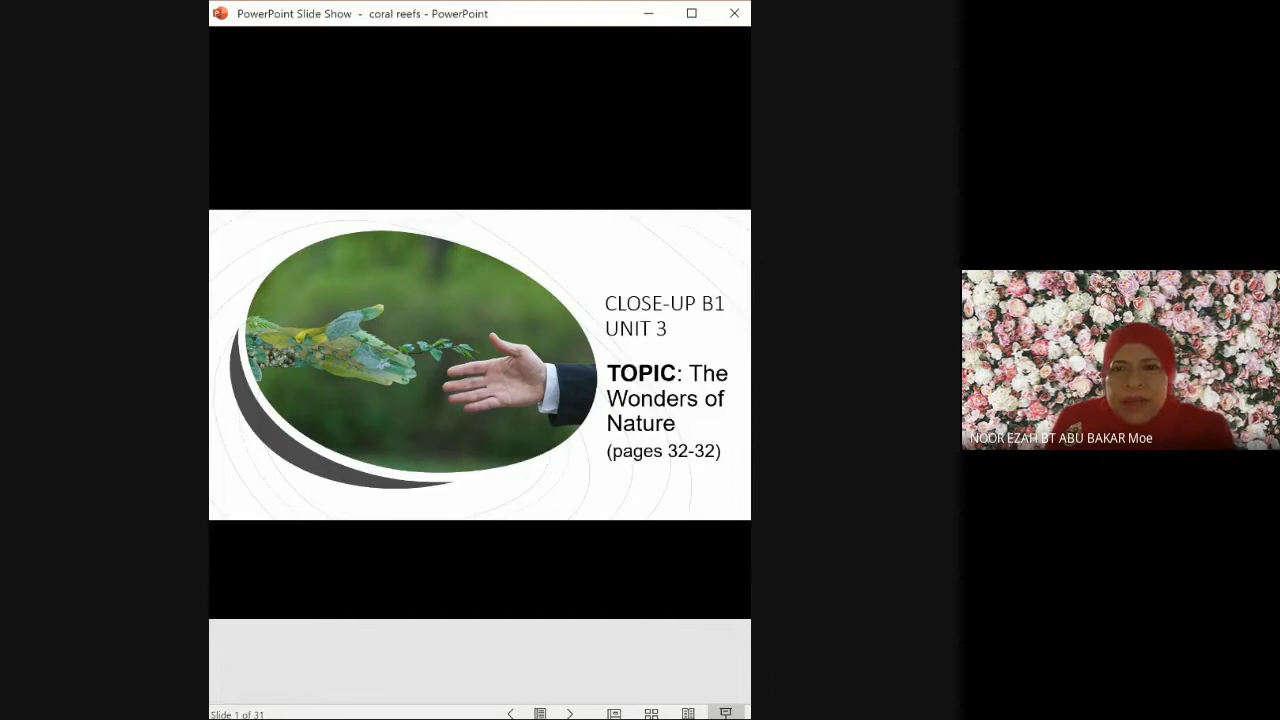 PowerPoint Slide Show - coral reefs - PowerPoint
CLOSE-UP B1
UNIT 3
TOPIC: The
Wonders of
Nature
(pages 32-32)
NOOR EZAH BT ABU BAKAR Moe
Slide 1 of 31